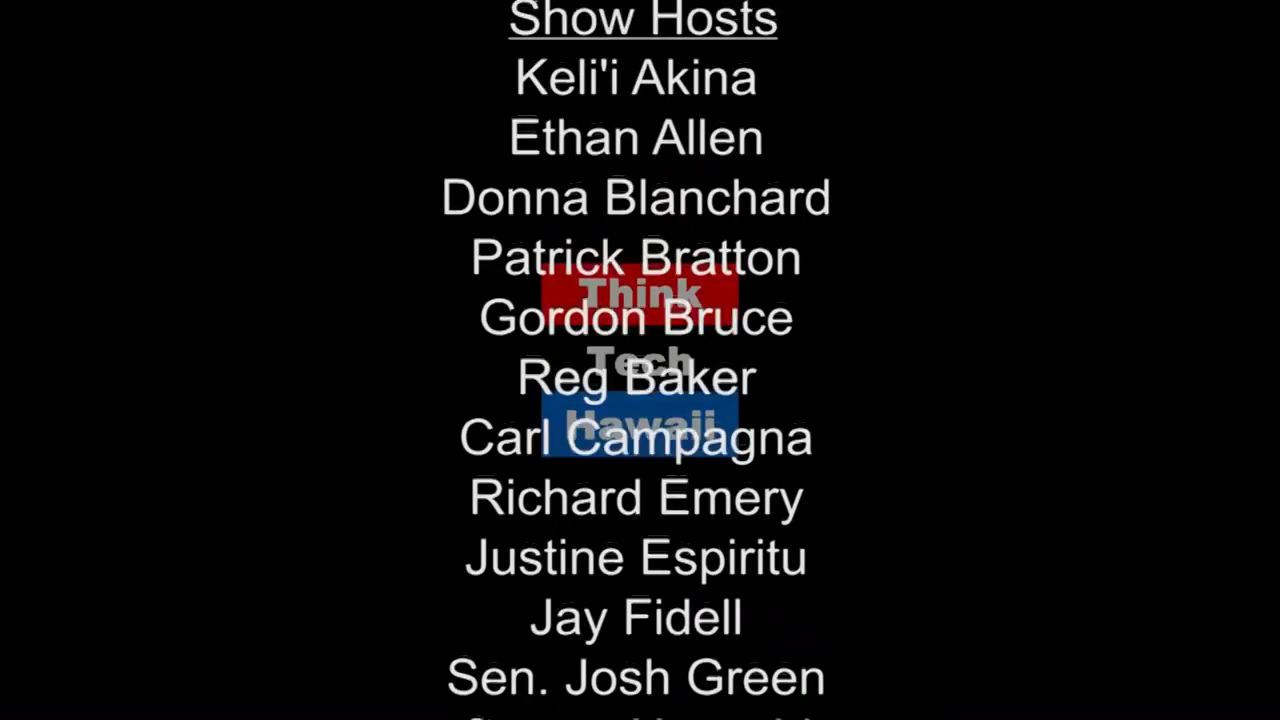 Show Hosts
Keli'i Akina
Ethan Allen
Donna Blanchard
Patrick Bratton
Think
Gordon Bruce
Tech
Reg Baker
Hawaii
Carl Campagna
Richard Emery
Justine Espiritu
Jay Fidell
Sen. Josh Green